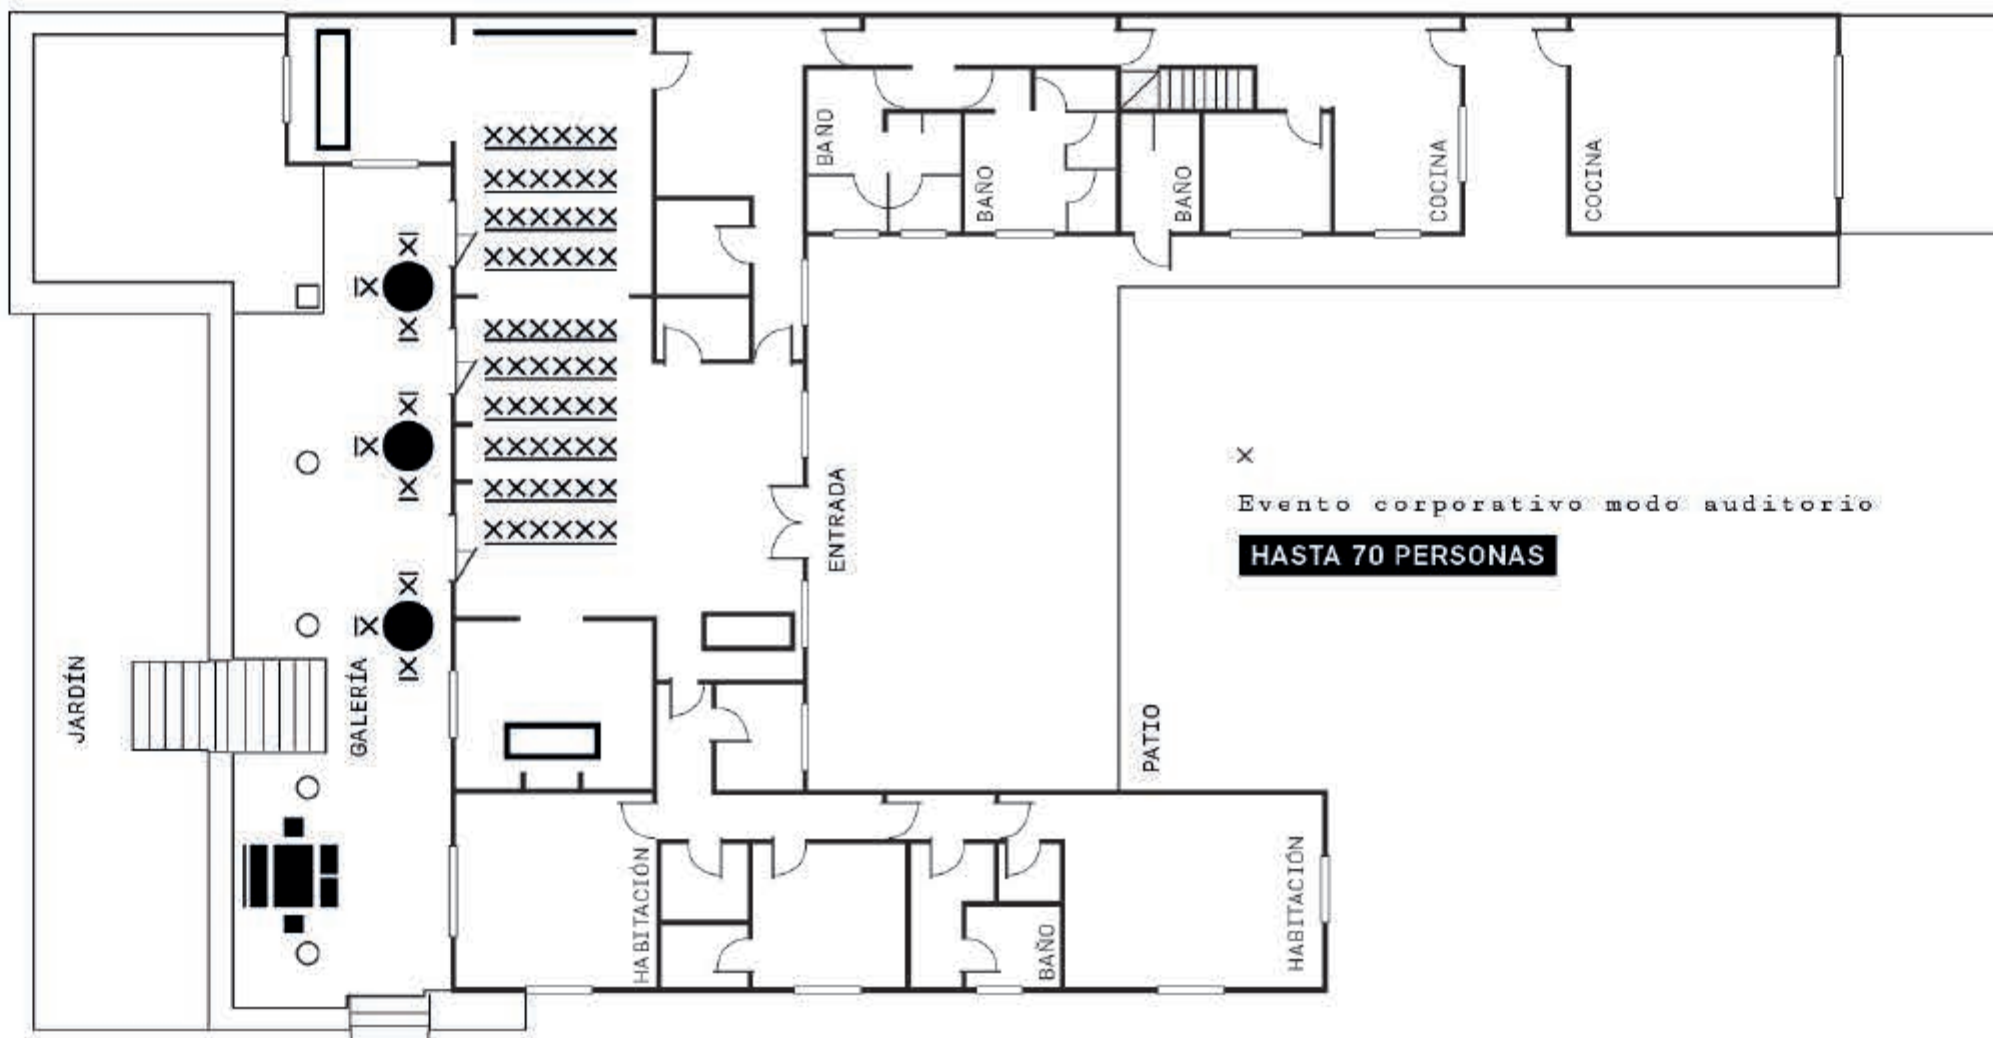 BAÑO
BAÑO
BAÑO
COCINA
COCINA
ENTRADA
×
Evento corporativo modo auditorio
HASTA 70 PERSONAS
JARDÍN
GALERÍA
PATIO
HABITACIÓN
BAÑO
HABITACIÓN